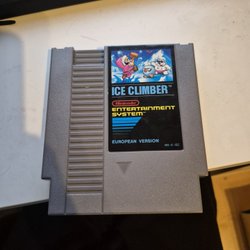 ICE CLIMBER
Nintendo
ENTERTAINMENT
SYSTEM
EUROPEAN VERSION